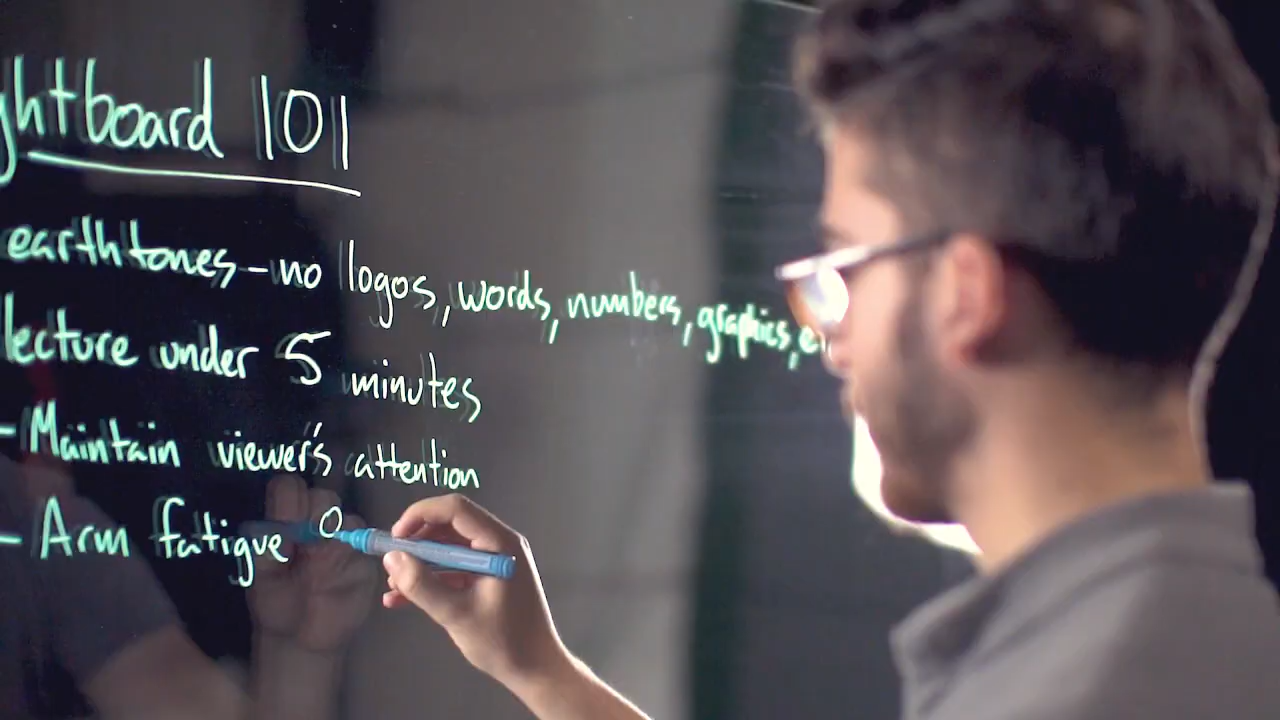 ghtboard 101
earthtones - no logos, words, numbers, graphics, e
lecture under 5 minutes
- Maintain viewer's attention
- Arm fatigue